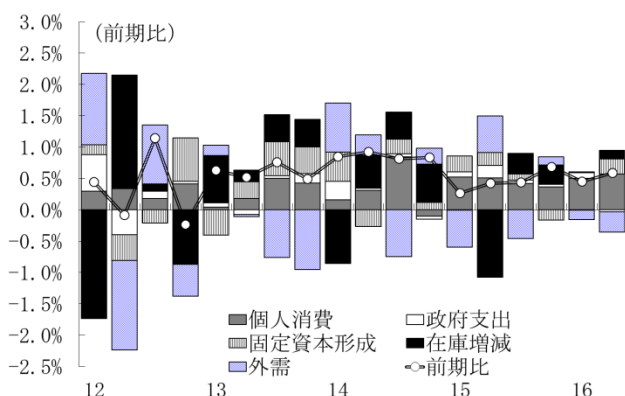 (前期比)
3.0%
2.5%
2.0%
1.5%
1.0%
0.5%
0.0%
-0.5%
-1.0%
-1.5%
-2.0%
-2.5%
個人消費 政府支出
固定資本形成 在庫増減
外需 前期比
12 13 14 15 16